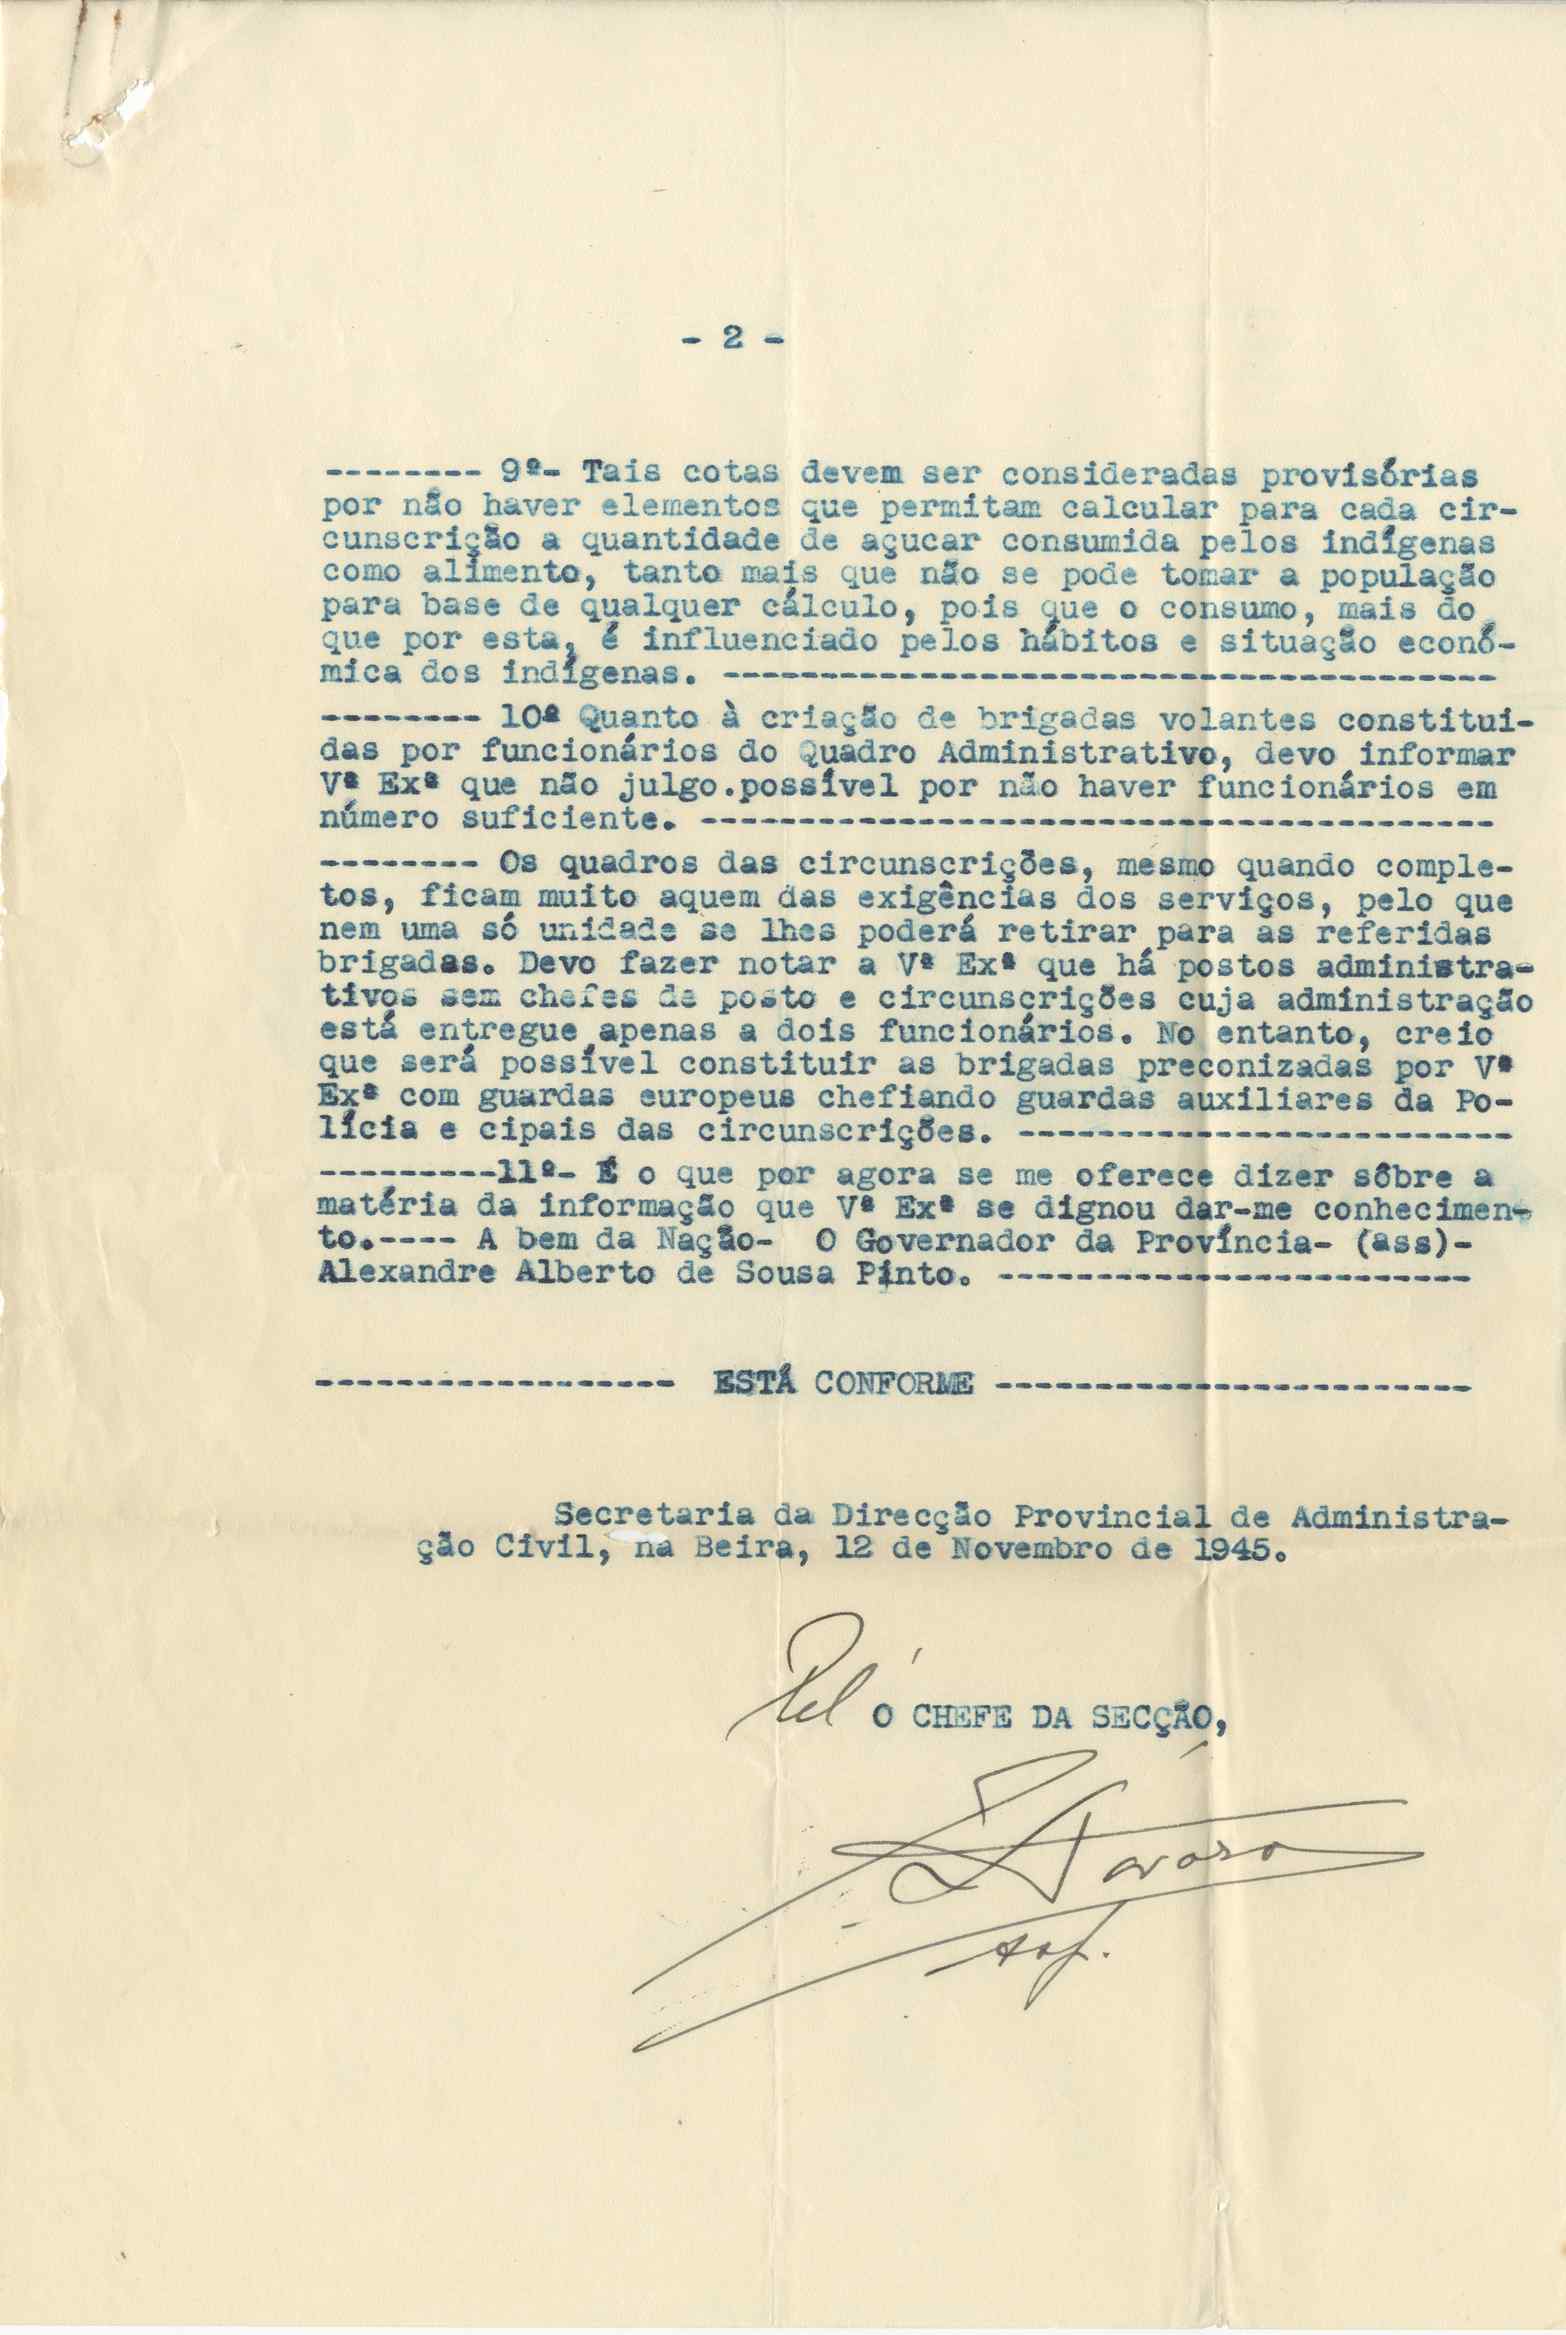 - 2 -
-------- 9º- Tais cotas devem ser consideradas provisórias
por não haver elementos que permitam calcular para cada cir-
cunscrição a quantidade de açucar consumida pelos indígenas
como alimento, tanto mais que não se pode tomar a população
para base de qualquer cálculo, pois que o consumo, mais do
que por esta, é influenciado pelos hábitos e situação econó-
mica dos indígenas. ---------------------------------------
-------- 10ª Quanto à criação de brigadas volantes constitui-
das por funcionários do Quadro Administrativo, devo informar
Vª Exª que não julgo.possível por não haver funcionários em
número suficiente. ----------------------------------------
-------- Os quadros das circunscrições, mesmo quando comple-
tos, ficam muito aquem das exigências dos serviços, pelo que
nem uma só unidade se lhes poderá retirar para as referidas
brigadas. Devo fazer notar a Vª Exª que há postos administra-
tivos sem chefes de posto e circunscrições cuja administração
está entregue apenas a dois funcionários. No entanto, creio
que será possível constituir as brigadas preconizadas por Vª
Exª com guardas europeus chefiando guardas auxiliares da Po-
lícia e cipais das circunscrições. -------------------------
---------11º- É o que por agora se me oferece dizer sôbre a
matéria da informação que Vª Exª se dignou dar-me conhecimen-
to.---- A bem da Nação- O Governador da Província- (ass)-
Alexandre Alberto de Sousa Pinto. ------------------------
------------------ ESTÁ CONFORME ------------------------
Secretaria da Direcção Provincial de Administra-
ção Civil, na Beira, 12 de Novembro de 1945.
Pel' O CHEFE DA SECÇÃO,
Távora
asp.